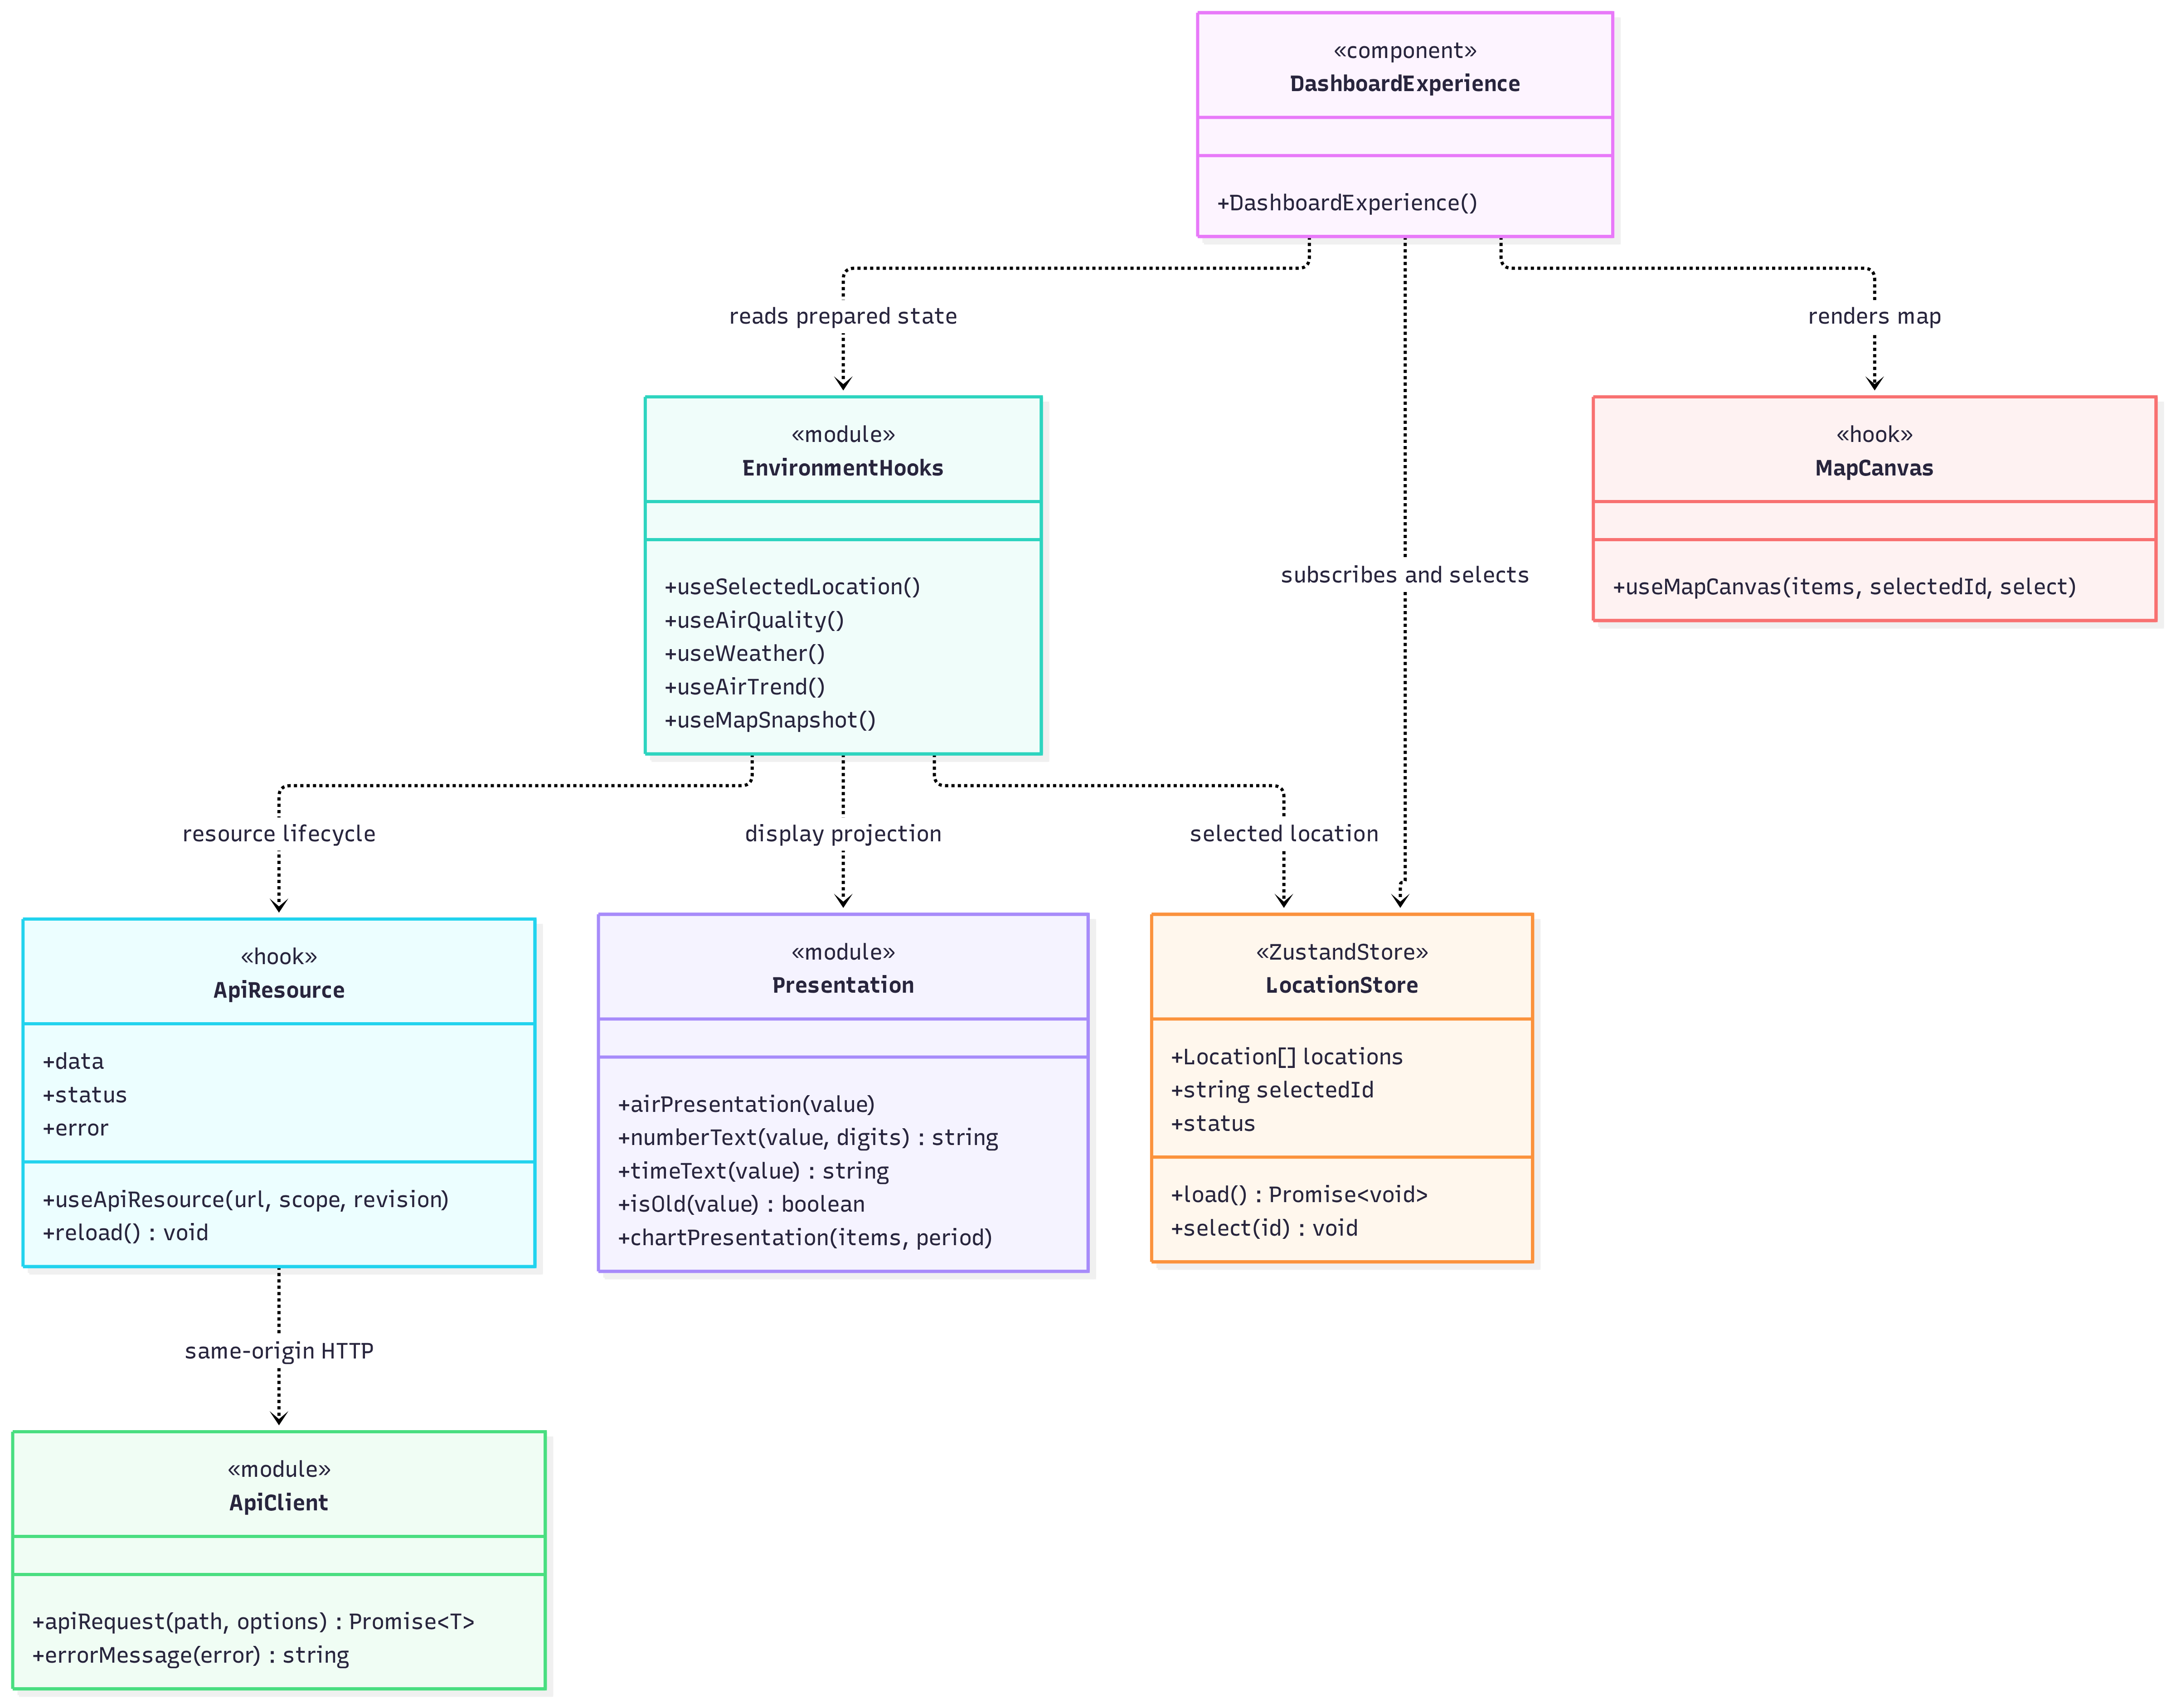 «component»
DashboardExperience
+DashboardExperience()
reads prepared state
renders map
«module»
EnvironmentHooks
+useSelectedLocation()
+useAirQuality()
+useWeather()
+useAirTrend()
+useMapSnapshot()
subscribes and selects
«hook»
MapCanvas
+useMapCanvas(items, selectedId, select)
resource lifecycle
display projection
selected location
«hook»
ApiResource
+data
+status
+error
+useApiResource(url, scope, revision)
+reload() : void
«module»
Presentation
+airPresentation(value)
+numberText(value, digits) : string
+timeText(value) : string
+isOld(value) : boolean
+chartPresentation(items, period)
«ZustandStore»
LocationStore
+Location[] locations
+string selectedId
+status
+load() : Promise<void>
+select(id) : void
same-origin HTTP
«module»
ApiClient
+apiRequest(path, options) : Promise<T>
+errorMessage(error) : string